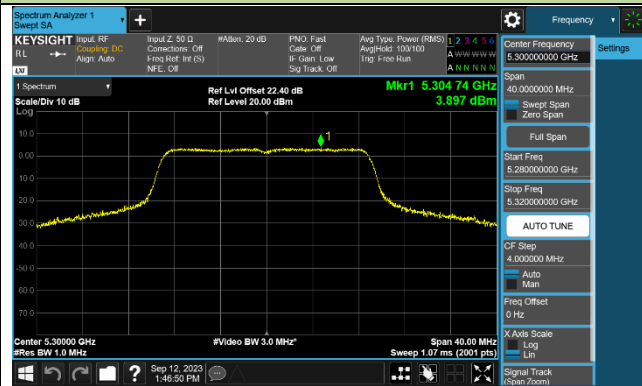 Spectrum Analyzer 1
Swept SA
+
Frequency
KEYSIGHT
RL
LXI
Input: RF
Coupling: DC
Align: Auto
Input Z: 50 Ω
Corrections: Off
Freq Ref: Int (S)
NFE: Off
#Atten: 20 dB
PNO: Fast
Gate: Off
IF Gain: Low
Sig Track: Off
Avg Type: Power (RMS)
Avg|Hold: 100/100
Trig: Free Run
1 2 3 4 5 6
A W W W W W
A N N N N N
1 Spectrum
Scale/Div 10 dB
Ref Lvl Offset 22.40 dB
Ref Level 20.00 dBm
Mkr1 5.304 74 GHz
3.897 dBm
Log
10.0
0.00
-10.0
-20.0
-30.0
-40.0
-50.0
-60.0
-70.0
1
Center 5.30000 GHz
#Res BW 1.0 MHz
#Video BW 3.0 MHz*
Span 40.00 MHz
Sweep 1.07 ms (2001 pts)
Center Frequency
5.300000000 GHz
Span
40.0000000 MHz
Swept Span
Zero Span
Full Span
Start Freq
5.280000000 GHz
Stop Freq
5.320000000 GHz
AUTO TUNE
CF Step
4.000000 MHz
Auto
Man
Freq Offset
0 Hz
X Axis Scale
Log
Lin
Signal Track
(Span Zoom)
Settings
?
Sep 12, 2023
1:46:50 PM